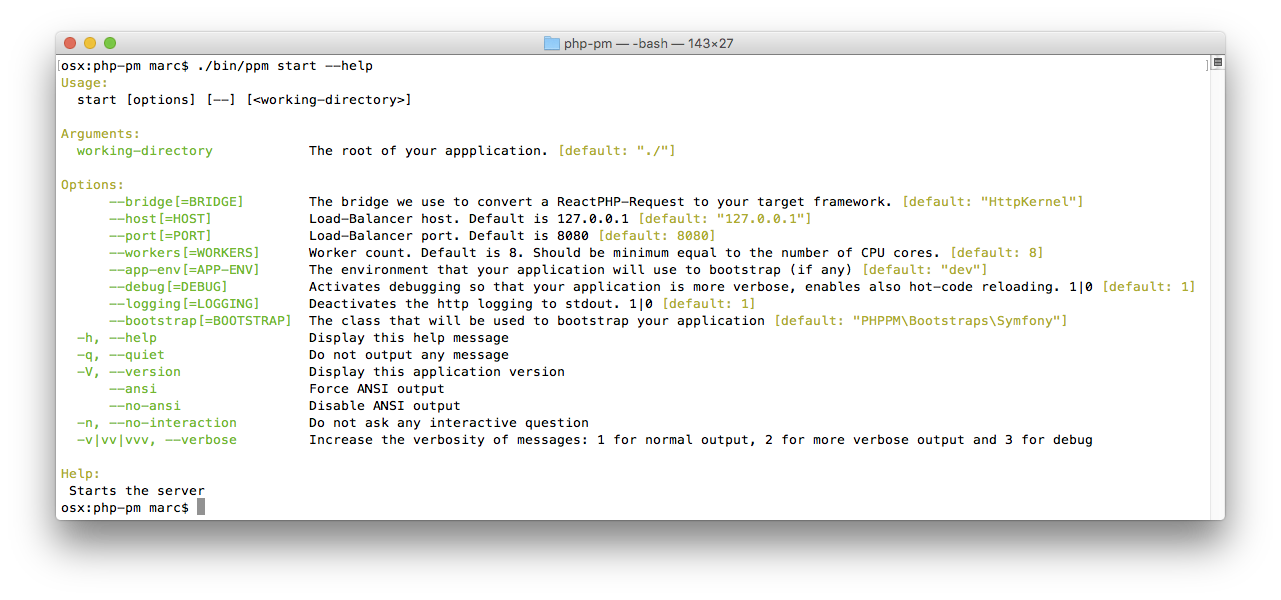 php-pm — -bash — 143×27
osx:php-pm marc$ ./bin/ppm start --help
Usage:
  start [options] [--] [<working-directory>]

Arguments:
  working-directory            The root of your appplication. [default: "./"]

Options:
      --bridge[=BRIDGE]        The bridge we use to convert a ReactPHP-Request to your target framework. [default: "HttpKernel"]
      --host[=HOST]            Load-Balancer host. Default is 127.0.0.1 [default: "127.0.0.1"]
      --port[=PORT]            Load-Balancer port. Default is 8080 [default: 8080]
      --workers[=WORKERS]      Worker count. Default is 8. Should be minimum equal to the number of CPU cores. [default: 8]
      --app-env[=APP-ENV]      The environment that your application will use to bootstrap (if any) [default: "dev"]
      --debug[=DEBUG]          Activates debugging so that your application is more verbose, enables also hot-code reloading. 1|0 [default: 1]
      --logging[=LOGGING]      Deactivates the http logging to stdout. 1|0 [default: 1]
      --bootstrap[=BOOTSTRAP]  The class that will be used to bootstrap your application [default: "PHPPM\Bootstraps\Symfony"]
  -h, --help                   Display this help message
  -q, --quiet                  Do not output any message
  -V, --version                Display this application version
      --ansi                   Force ANSI output
      --no-ansi                Disable ANSI output
  -n, --no-interaction         Do not ask any interactive question
  -v|vv|vvv, --verbose         Increase the verbosity of messages: 1 for normal output, 2 for more verbose output and 3 for debug

Help:
 Starts the server
osx:php-pm marc$